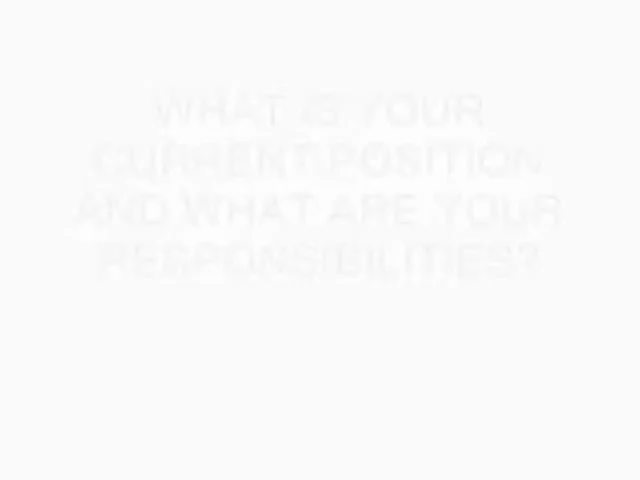 WHAT IS YOUR
CURRENT POSITION
AND WHAT ARE YOUR
RESPONSIBILITIES?